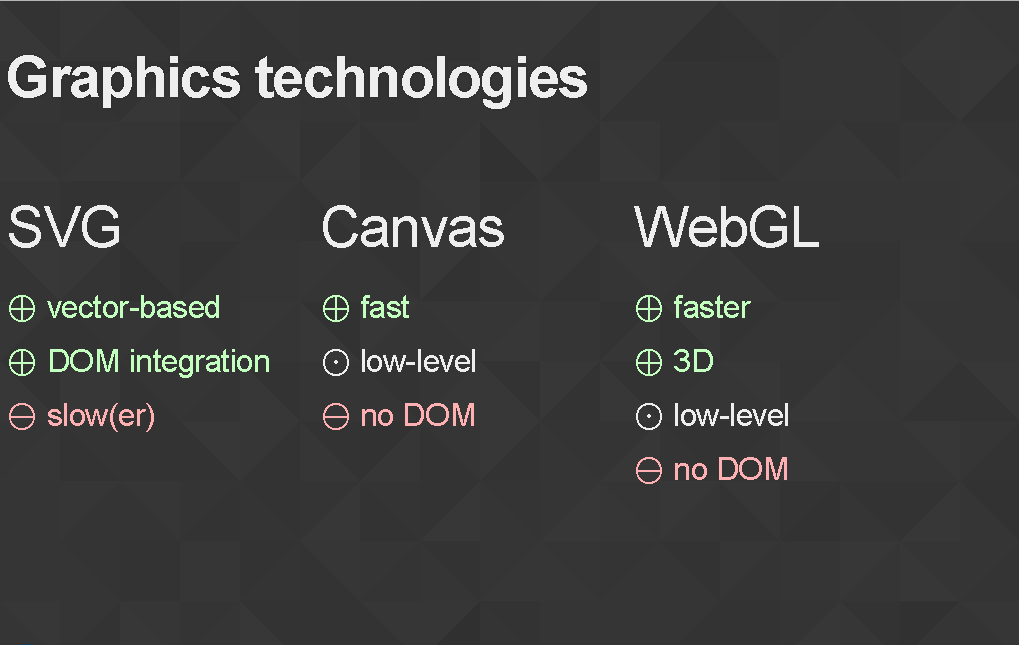 Graphics technologies
SVG
⊕ vector-based
⊕ DOM integration
⊖ slow(er)
Canvas
⊕ fast
⊙ low-level
⊖ no DOM
WebGL
⊕ faster
⊕ 3D
⊙ low-level
⊖ no DOM